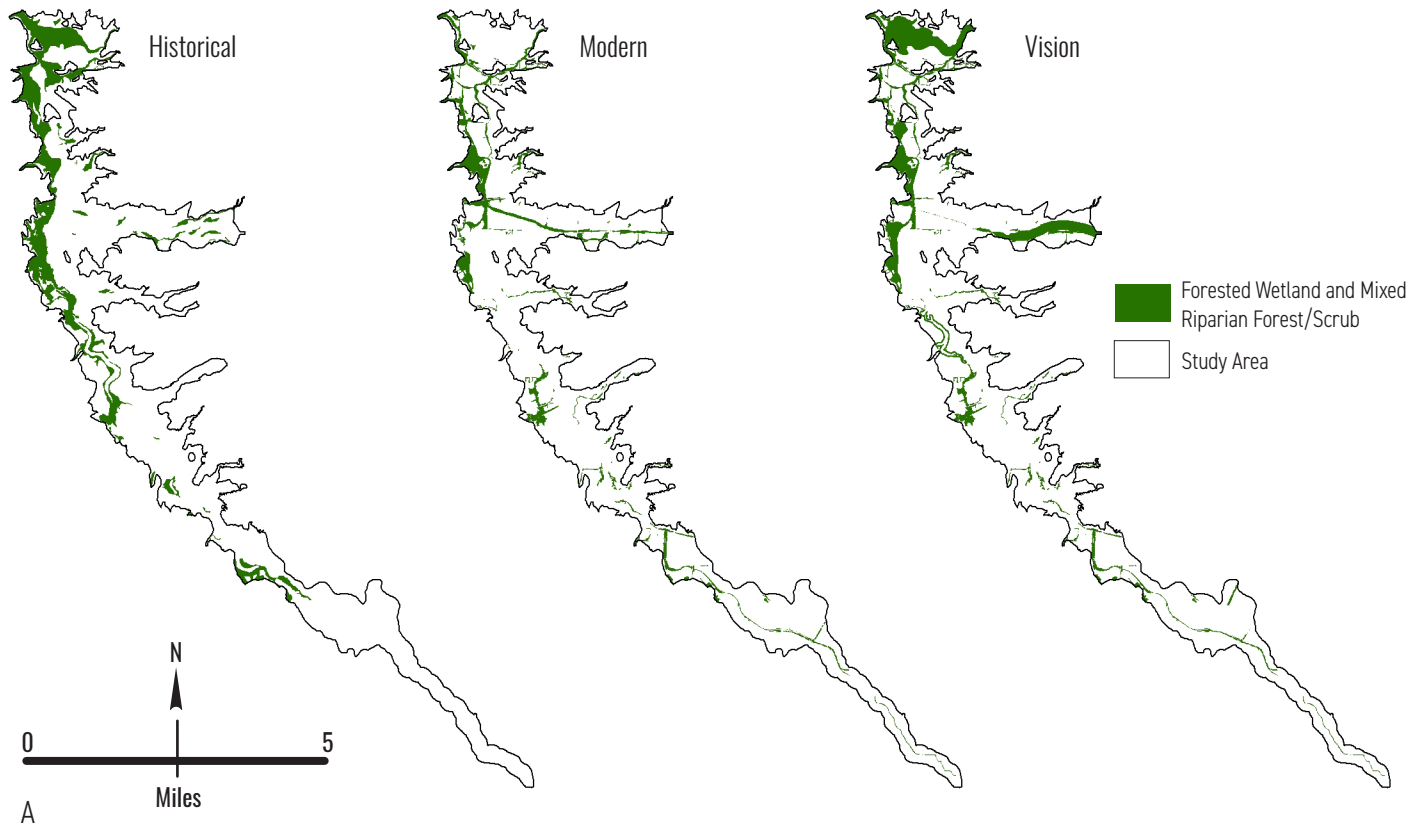 Historical
Modern
Vision
Forested Wetland and Mixed
Riparian Forest/Scrub
Study Area
N
0
5
Miles
A